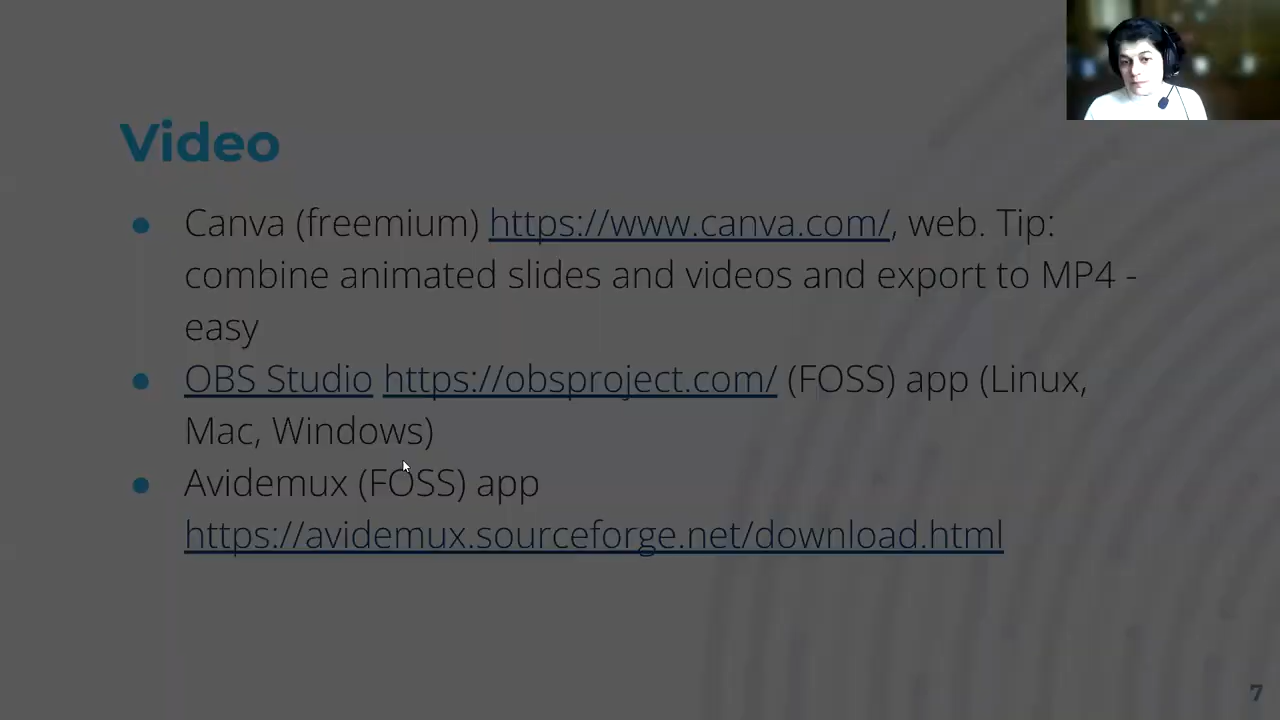 Video
Canva (freemium) https://www.canva.com/, web. Tip:
combine animated slides and videos and export to MP4 -
easy
OBS Studio https://obsproject.com/ (FOSS) app (Linux,
Mac, Windows)
Avidemux (FOSS) app
https://avidemux.sourceforge.net/download.html
7